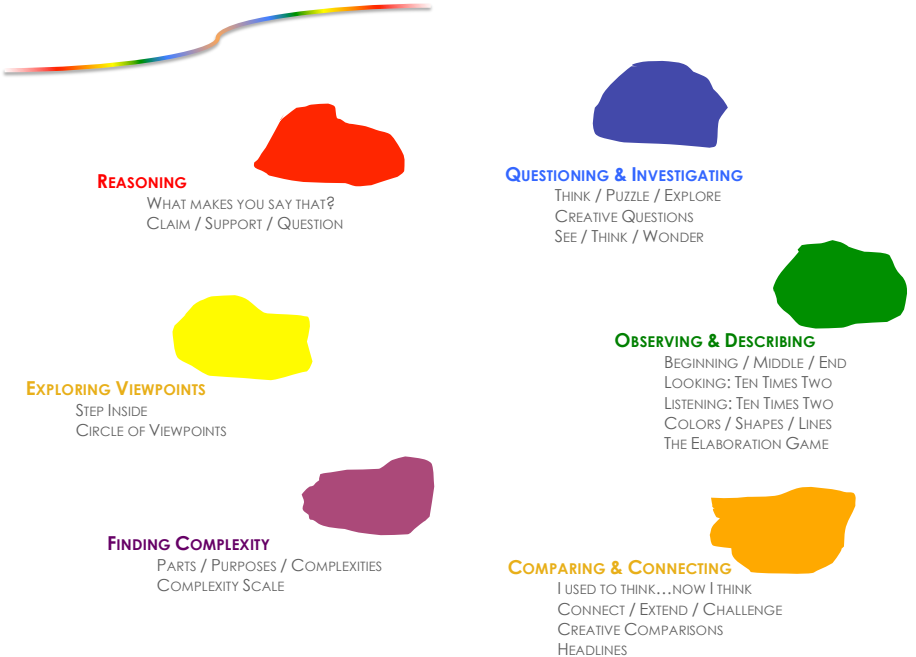 Reasoning
What makes you say that?
Claim / Support / Question
Questioning & Investigating
Think / Puzzle / Explore
Creative Questions
See / Think / Wonder
Exploring Viewpoints
Step Inside
Circle of Viewpoints
Observing & Describing
Beginning / Middle / End
Looking: Ten Times Two
Listening: Ten Times Two
Colors / Shapes / Lines
The Elaboration Game
Finding Complexity
Parts / Purposes / Complexities
Complexity Scale
Comparing & Connecting
I used to think...now I think
Connect / Extend / Challenge
Creative Comparisons
Headlines